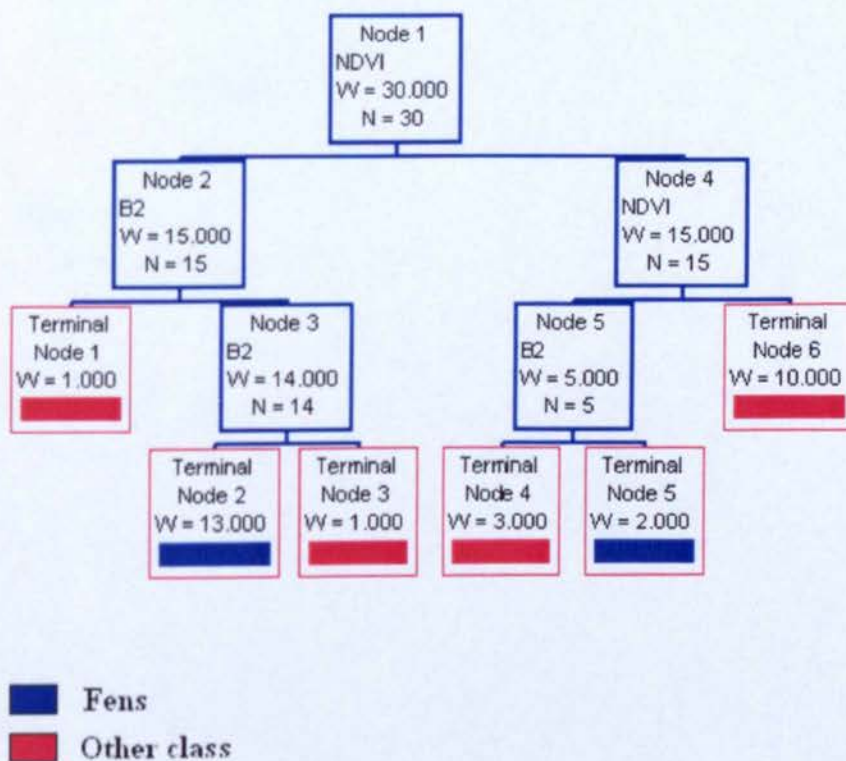 Node 1
NDVI
W = 30.000
N = 30
Node 2
B2
W = 15.000
N = 15
Node 4
NDVI
W = 15.000
N = 15
Terminal
Node 1
W = 1.000
Node 3
B2
W = 14.000
N = 14
Node 5
B2
W = 5.000
N = 5
Terminal
Node 6
W = 10.000
Terminal
Node 2
W = 13.000
Terminal
Node 3
W = 1.000
Terminal
Node 4
W = 3.000
Terminal
Node 5
W = 2.000
Fens
Other class